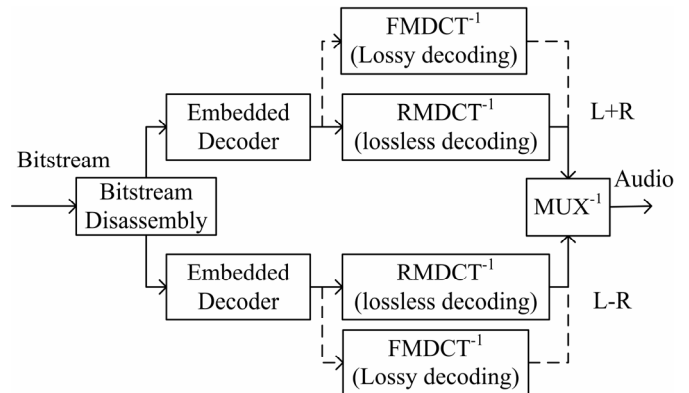 FMDCT⁻¹
(Lossy decoding)
Embedded
Decoder
RMDCT⁻¹
(lossless decoding)
L+R
Bitstream
Bitstream
Disassembly
MUX⁻¹
Audio
Embedded
Decoder
RMDCT⁻¹
(lossless decoding)
L-R
FMDCT⁻¹
(Lossy decoding)